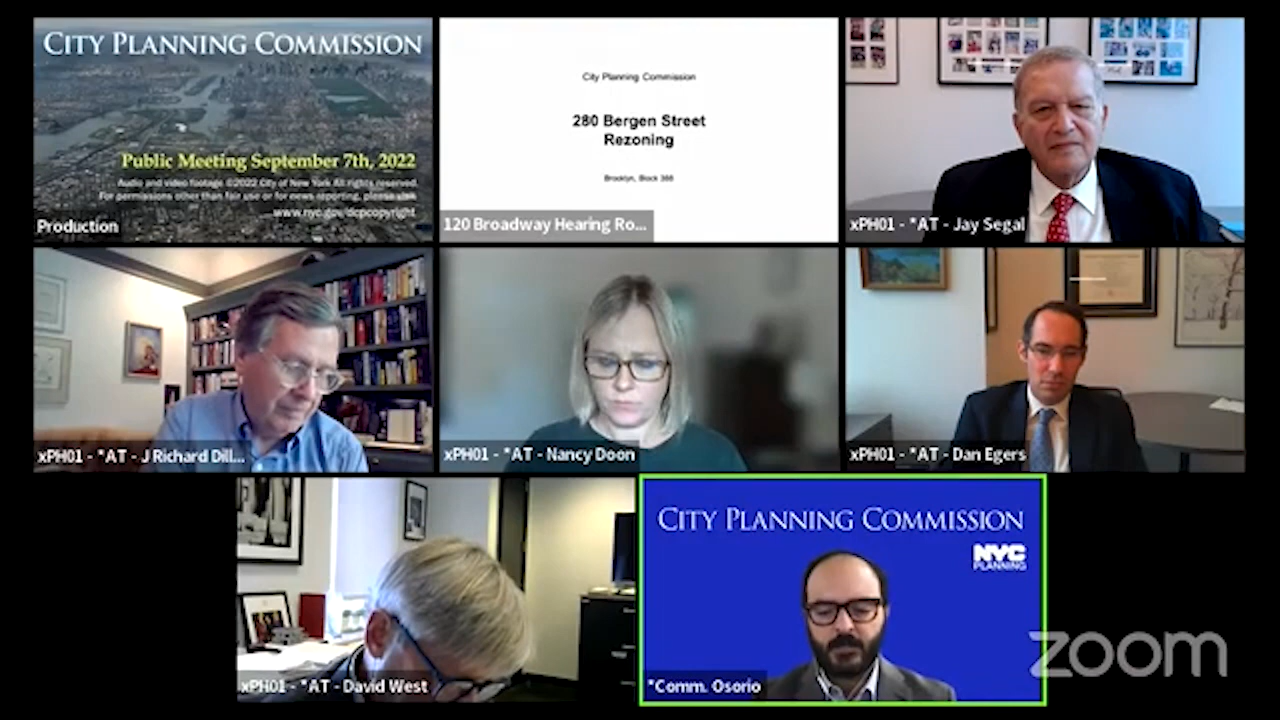 CITY PLANNING COMMISSION
Public Meeting September 7th, 2022
Audio and video footage ©2022 City of New York All rights reserved.
For permissions other than fair use or for news reporting, please visit
www.nyc.gov/dcpcopyright
Production
City Planning Commission
280 Bergen Street
Rezoning
Brooklyn, Block 388
120 Broadway Hearing Ro...
xPH01 - *AT - Jay Segal
xPH01 - *AT - J Richard Dill...
xPH01 - *AT - Nancy Doon
xPH01 - *AT - Dan Egers
xPH01 - *AT - David West
CITY PLANNING COMMISSION
NYC
PLANNING
*Comm. Osorio
zoom